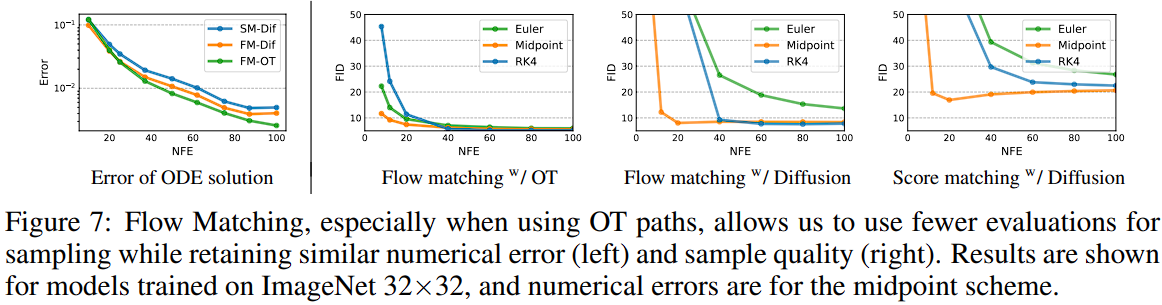 10⁻¹
10⁻²
Error
20 40 60 80 100
NFE
SM-Dif
FM-Dif
FM-OT
Error of ODE solution
50
40
30
20
10
FID
0 20 40 60 80 100
NFE
Euler
Midpoint
RK4
Flow matching ʷ/ OT
50
40
30
20
10
FID
0 20 40 60 80 100
NFE
Euler
Midpoint
RK4
Flow matching ʷ/ Diffusion
50
40
30
20
10
FID
0 20 40 60 80 100
NFE
Euler
Midpoint
RK4
Score matching ʷ/ Diffusion
Figure 7: Flow Matching, especially when using OT paths, allows us to use fewer evaluations for
sampling while retaining similar numerical error (left) and sample quality (right). Results are shown
for models trained on ImageNet 32×32, and numerical errors are for the midpoint scheme.